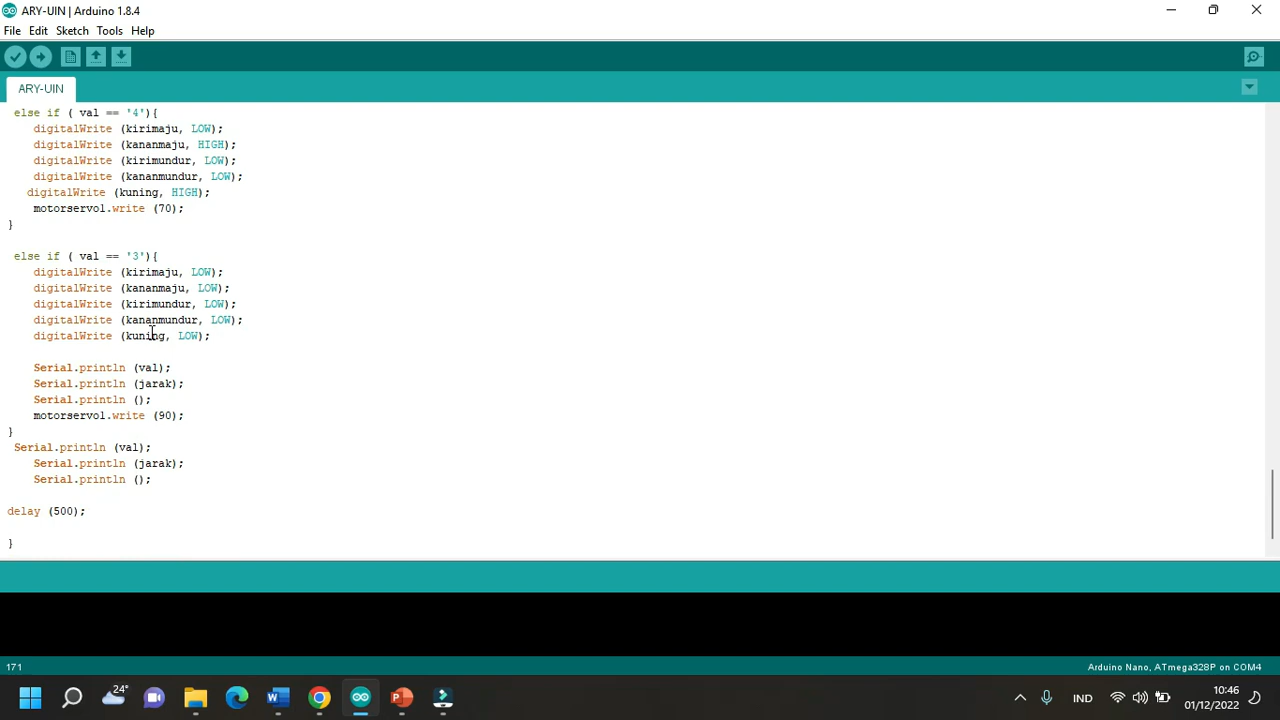 ARY-UIN | Arduino 1.8.4
File Edit Sketch Tools Help
ARY-UIN
else if ( val == '4'){
digitalWrite (kirimaju, LOW);
digitalWrite (kananmaju, HIGH);
digitalWrite (kirimundur, LOW);
digitalWrite (kananmundur, LOW);
digitalWrite (kuning, HIGH);
motorservol.write (70);
}
else if ( val == '3'){
digitalWrite (kirimaju, LOW);
digitalWrite (kananmaju, LOW);
digitalWrite (kirimundur, LOW);
digitalWrite (kananmundur, LOW);
digitalWrite (kuning, LOW);
Serial.println (val);
Serial.println (jarak);
Serial.println ();
motorservol.write (90);
}
Serial.println (val);
Serial.println (jarak);
Serial.println ();
delay (500);
}
171
Arduino Nano, ATmega328P on COM4
24°
IND
10:46
01/12/2022